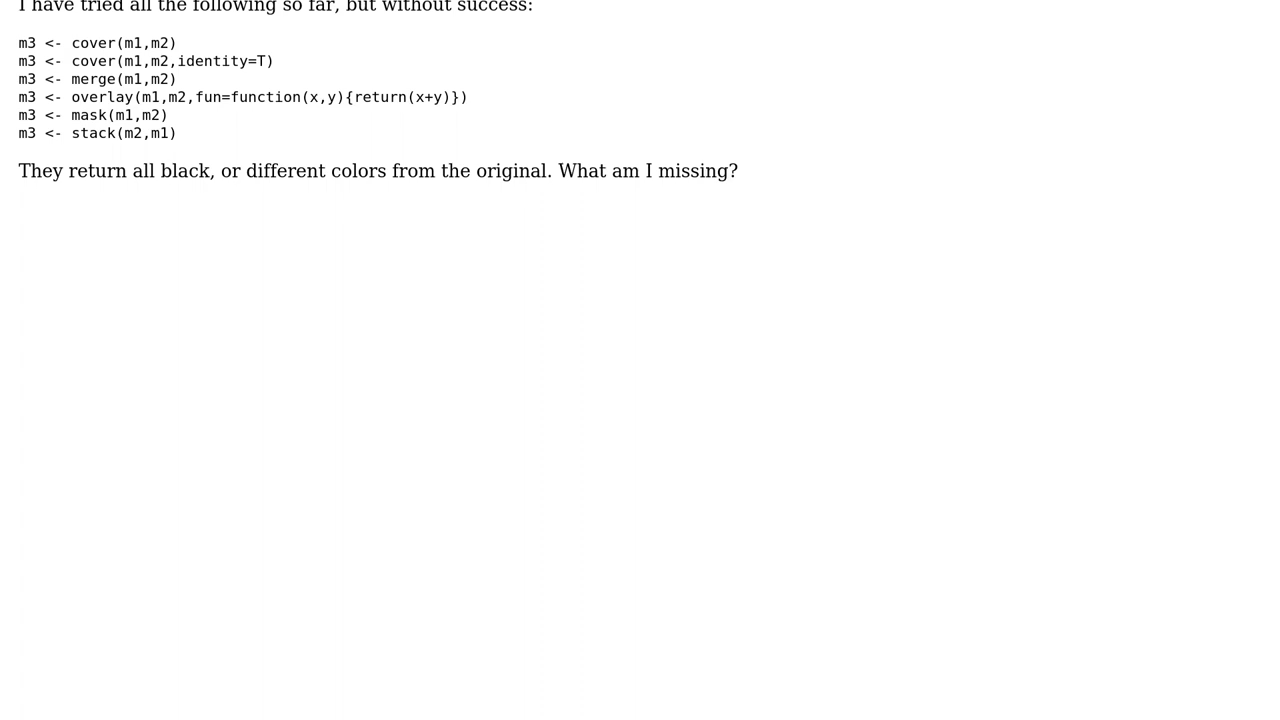 I have tried all the following so far, but without success:
m3 <- cover(m1,m2)
m3 <- cover(m1,m2,identity=T)
m3 <- merge(m1,m2)
m3 <- overlay(m1,m2,fun=function(x,y){return(x+y)})
m3 <- mask(m1,m2)
m3 <- stack(m2,m1)
They return all black, or different colors from the original. What am I missing?